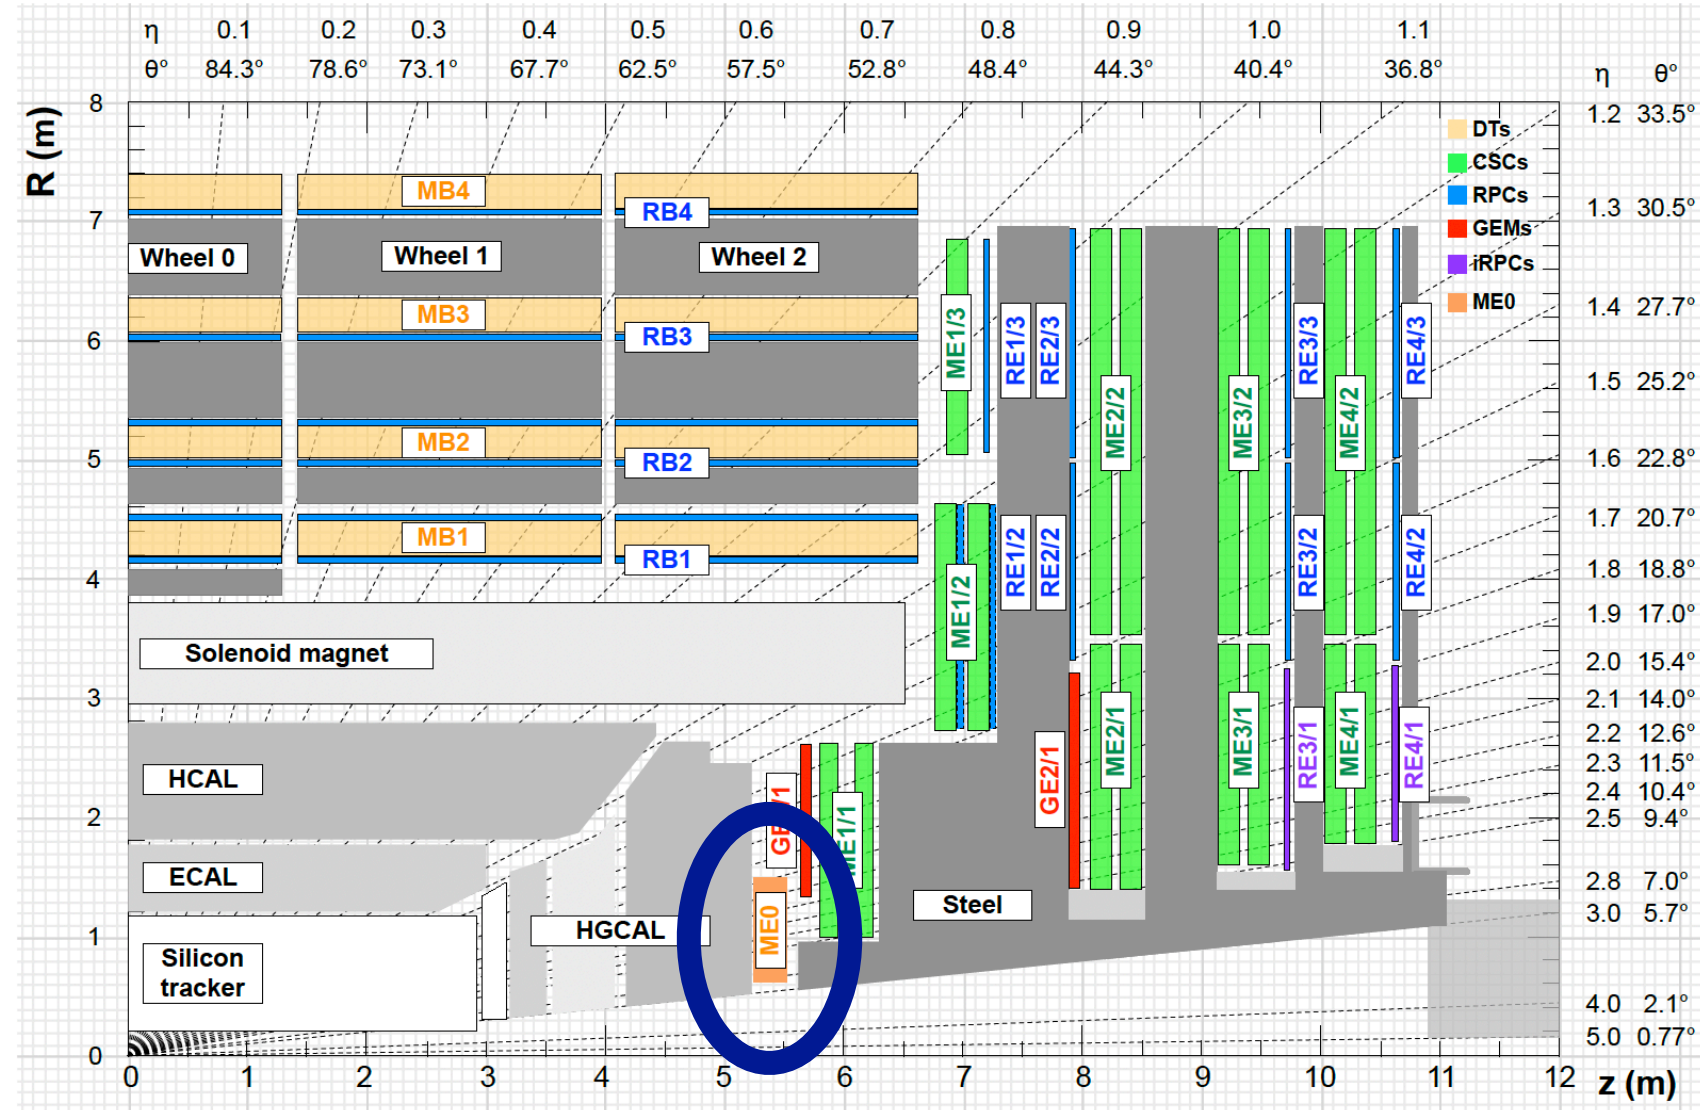 η 0.1 0.2 0.3 0.4 0.5 0.6 0.7 0.8 0.9 1.0 1.1
θ° 84.3° 78.6° 73.1° 67.7° 62.5° 57.5° 52.8° 48.4° 44.3° 40.4° 36.8° η θ°
R (m)
8
7
6
5
4
3
2
1
0
1.2 33.5°
1.3 30.5°
1.4 27.7°
1.5 25.2°
1.6 22.8°
1.7 20.7°
1.8 18.8°
1.9 17.0°
2.0 15.4°
2.1 14.0°
2.2 12.6°
2.3 11.5°
2.4 10.4°
2.5 9.4°
2.8 7.0°
3.0 5.7°
4.0 2.1°
5.0 0.77°
DTs
CSCs
RPCs
GEMs
iRPCs
ME0
MB4
RB4
Wheel 0
Wheel 1
Wheel 2
MB3
RB3
MB2
RB2
MB1
RB1
Solenoid magnet
HCAL
ECAL
Silicon
tracker
HGCAL
Steel
ME1/3
RE1/3
RE2/3
ME2/2
ME3/2
RE3/3
ME4/2
RE4/3
ME1/2
RE1/2
RE2/2
RE3/2
RE4/2
ME1/1
GE2/1
ME2/1
ME3/1
RE3/1
ME4/1
RE4/1
ME0
0 1 2 3 4 5 6 7 8 9 10 11 12
z (m)